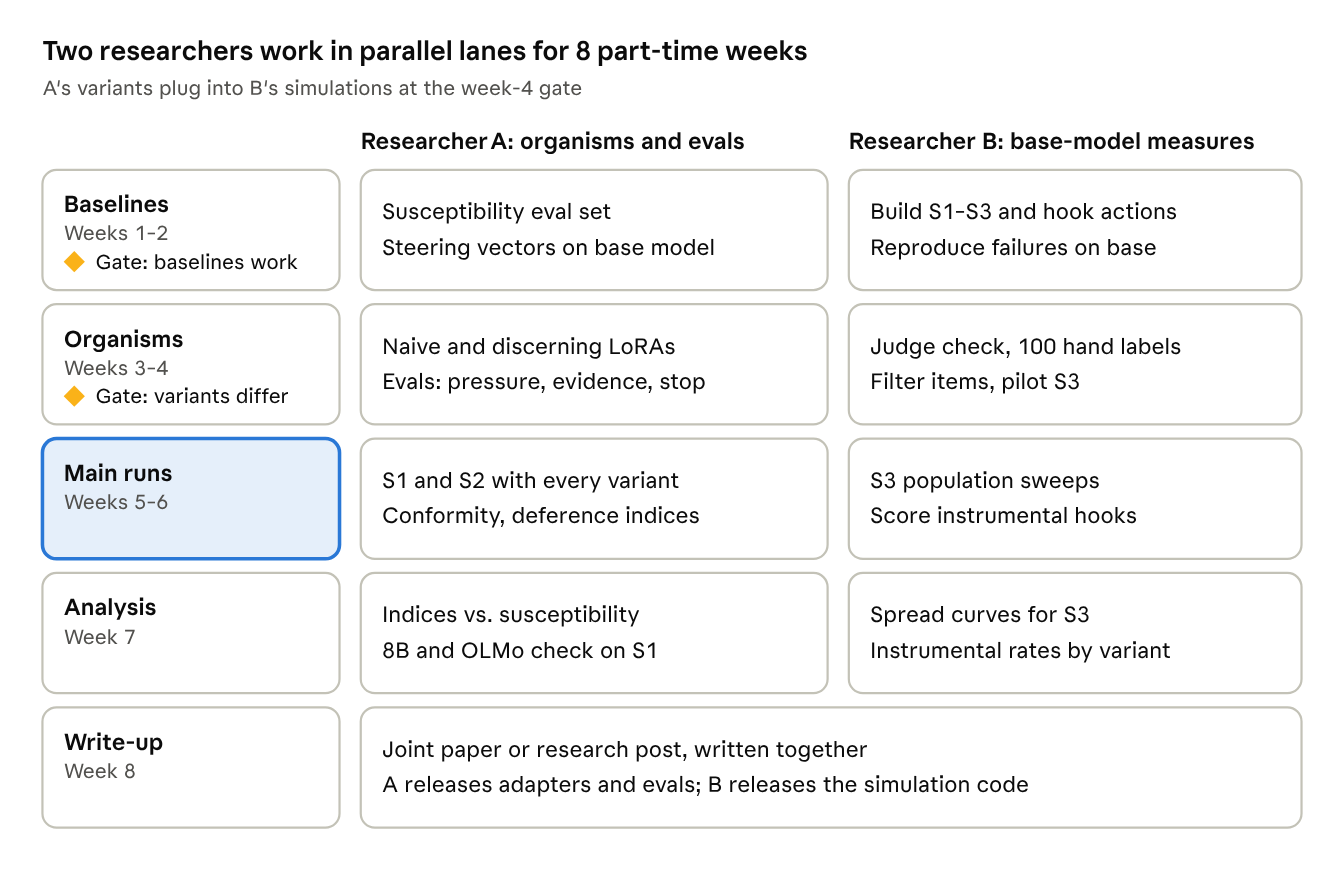 Two researchers work in parallel lanes for 8 part-time weeks
A's variants plug into B's simulations at the week-4 gate
Researcher A: organisms and evals
Researcher B: base-model measures
Baselines
Weeks 1–2
Gate: baselines work
Susceptibility eval set
Steering vectors on base model
Build S1–S3 and hook actions
Reproduce failures on base
Organisms
Weeks 3–4
Gate: variants differ
Naive and discerning LoRAs
Evals: pressure, evidence, stop
Judge check, 100 hand labels
Filter items, pilot S3
Main runs
Weeks 5–6
S1 and S2 with every variant
Conformity, deference indices
S3 population sweeps
Score instrumental hooks
Analysis
Week 7
Indices vs. susceptibility
8B and OLMo check on S1
Spread curves for S3
Instrumental rates by variant
Write-up
Week 8
Joint paper or research post, written together
A releases adapters and evals; B releases the simulation code